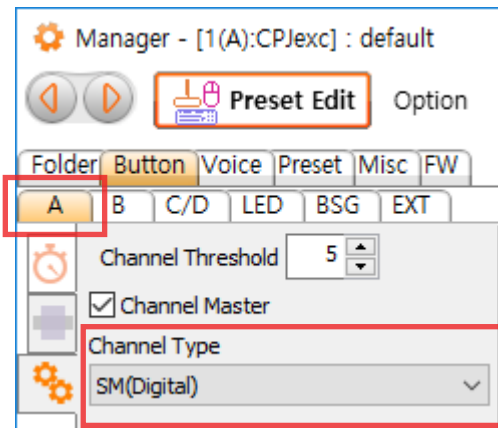 Manager - [1(A):CPJexc] : default
Preset Edit Option
Folder Button Voice Preset Misc FW
A B C/D LED BSG EXT
Channel Threshold 5
Channel Master
Channel Type
SM(Digital)